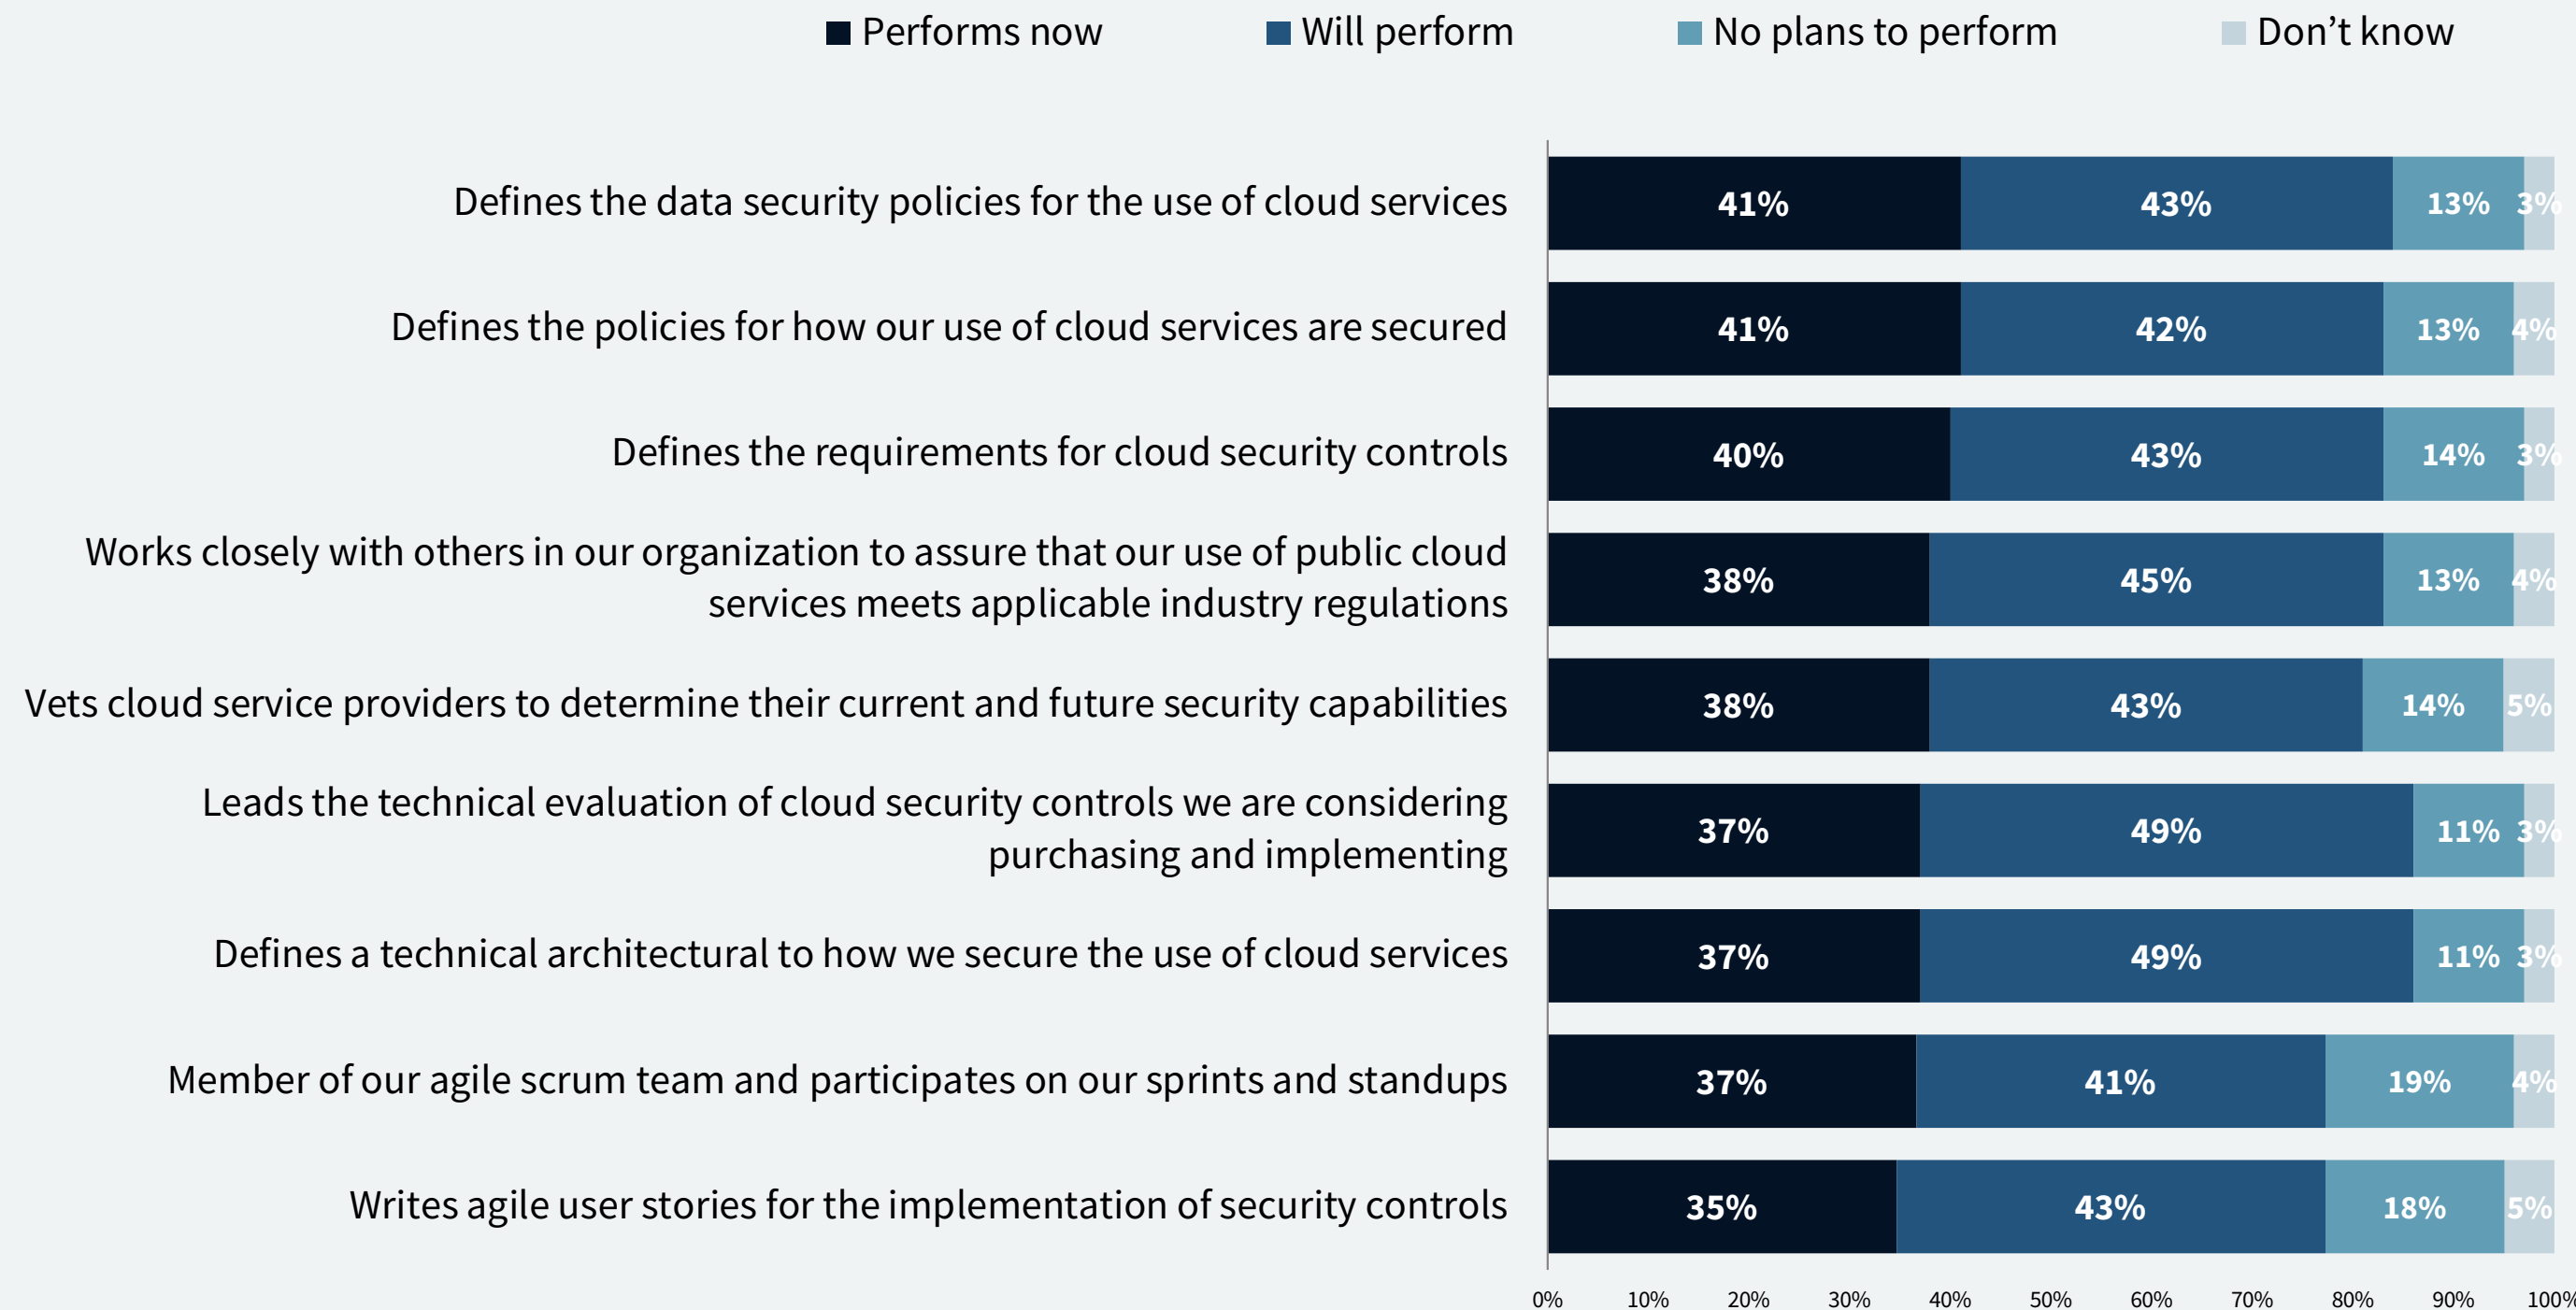 Performs now Will perform No plans to perform Don’t know
Defines the data security policies for the use of cloud services 41% 43% 13% 3%
Defines the policies for how our use of cloud services are secured 41% 42% 13% 4%
Defines the requirements for cloud security controls 40% 43% 14% 3%
Works closely with others in our organization to assure that our use of public cloud
services meets applicable industry regulations 38% 45% 13% 4%
Vets cloud service providers to determine their current and future security capabilities 38% 43% 14% 5%
Leads the technical evaluation of cloud security controls we are considering
purchasing and implementing 37% 49% 11% 3%
Defines a technical architectural to how we secure the use of cloud services 37% 49% 11% 3%
Member of our agile scrum team and participates on our sprints and standups 37% 41% 19% 4%
Writes agile user stories for the implementation of security controls 35% 43% 18% 5%
0% 10% 20% 30% 40% 50% 60% 70% 80% 90% 100%